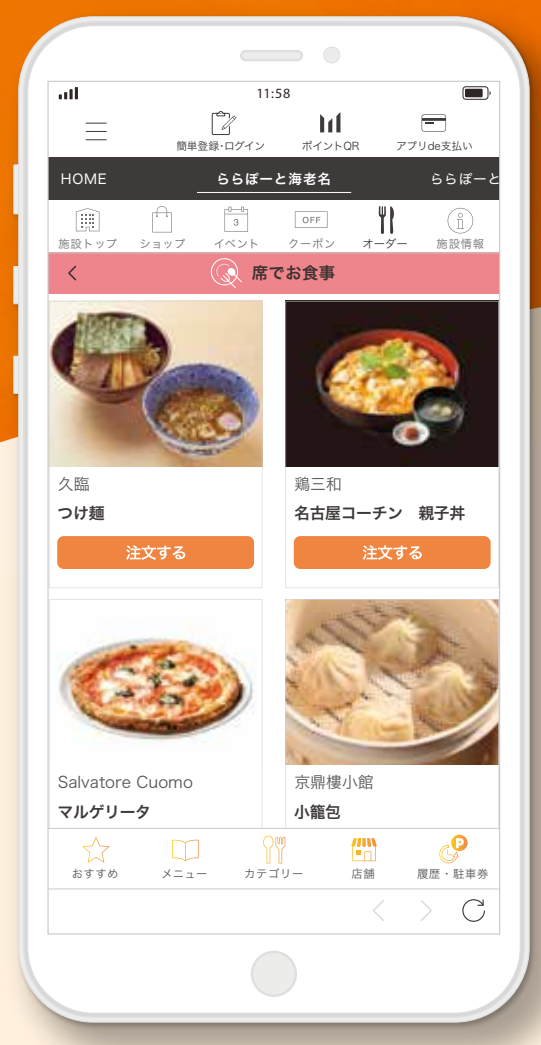 11:58
簡単登録･ログイン ポイントQR アプリde支払い
HOME ららぽーと海老名 ららぽーと
3 OFF
施設トップ ショップ イベント クーポン オーダー 施設情報
席でお食事
久臨
つけ麺
注文する
鶏三和
名古屋コーチン 親子丼
注文する
Salvatore Cuomo
マルゲリータ
京鼎樓小館
小籠包
P
おすすめ メニュー カテゴリー 店舗 履歴・駐車券